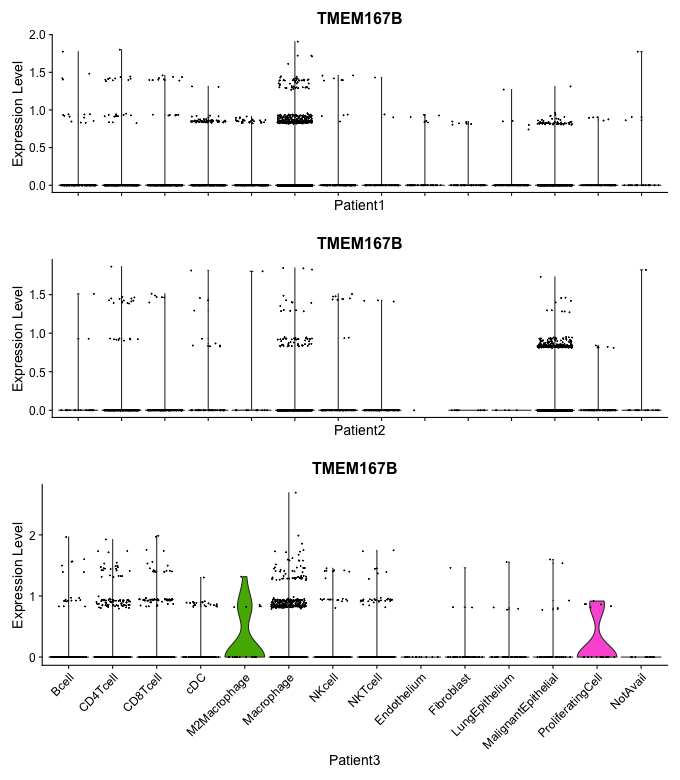 TMEM167B
Expression Level
2.0
1.5
1.0
0.5
0.0
Patient1
TMEM167B
Expression Level
1.5
1.0
0.5
0.0
Patient2
TMEM167B
Expression Level
2
1
0
Bcell
CD4Tcell
CD8Tcell
cDC
M2Macrophage
Macrophage
NKcell
NKTcell
Endothelium
Fibroblast
LungEpithelium
MalignantEpithelial
ProliferatingCell
NotAvail
Patient3